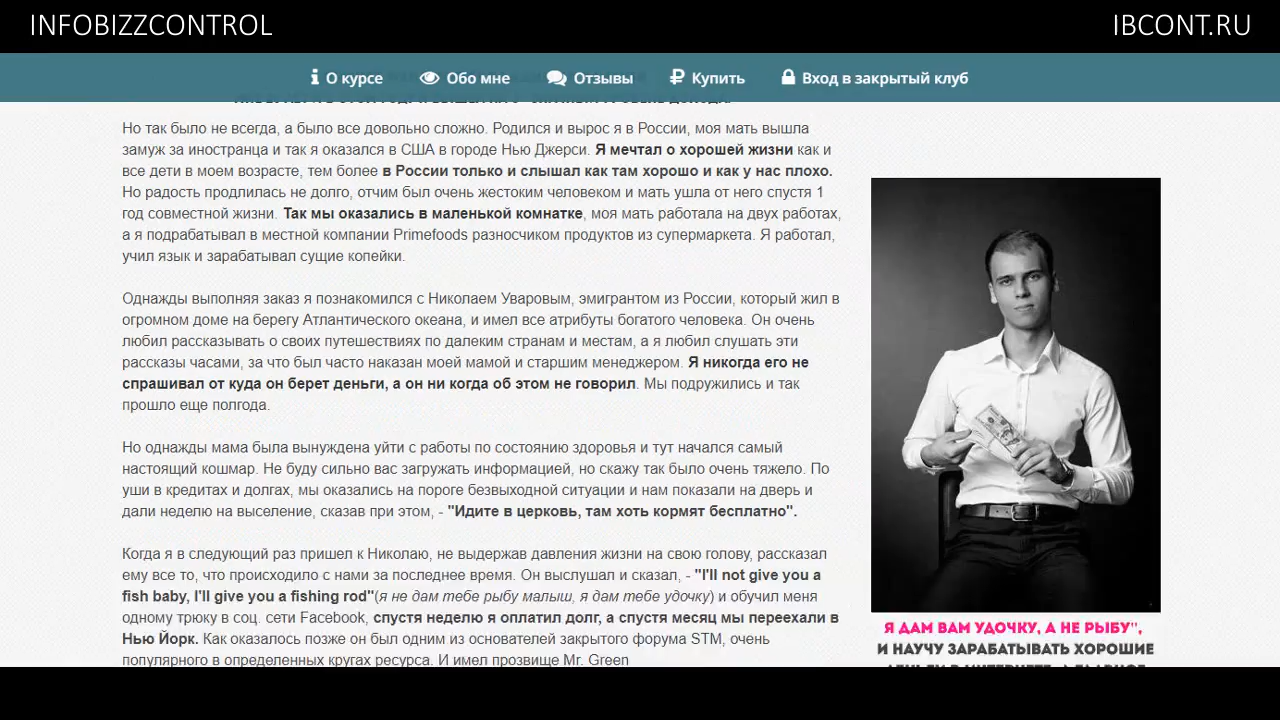 INFOBIZZCONTROL
IBCONT.RU
О курсе
Обо мне
Отзывы
Купить
Вход в закрытый клуб
Но так было не всегда, а было все довольно сложно. Родился и вырос я в России, моя мать вышла
замуж за иностранца и так я оказался в США в городе Нью Джерси. Я мечтал о хорошей жизни как и
все дети в моем возрасте, тем более в России только и слышал как там хорошо и как у нас плохо.
Но радость продлилась не долго, отчим был очень жестоким человеком и мать ушла от него спустя 1
год совместной жизни. Так мы оказались в маленькой комнатке, моя мать работала на двух работах,
а я подрабатывал в местной компании Primefoods разносчиком продуктов из супермаркета. Я работал,
учил язык и зарабатывал сущие копейки.
Однажды выполняя заказ я познакомился с Николаем Уваровым, эмигрантом из России, который жил в
огромном доме на берегу Атлантического океана, и имел все атрибуты богатого человека. Он очень
любил рассказывать о своих путешествиях по далеким странам и местам, а я любил слушать эти
рассказы часами, за что был часто наказан моей мамой и старшим менеджером. Я никогда его не
спрашивал от куда он берет деньги, а он ни когда об этом не говорил. Мы подружились и так
прошло еще полгода.
Но однажды мама была вынуждена уйти с работы по состоянию здоровья и тут начался самый
настоящий кошмар. Не буду сильно вас загружать информацией, но скажу так было очень тяжело. По
уши в кредитах и долгах, мы оказались на пороге безвыходной ситуации и нам показали на дверь и
дали неделю на выселение, сказав при этом, - "Идите в церковь, там хоть кормят бесплатно".
Когда я в следующий раз пришел к Николаю, не выдержав давления жизни на свою голову, рассказал
ему все то, что происходило с нами за последнее время. Он выслушал и сказал, - "I'll not give you a
fish baby, I'll give you a fishing rod"(я не дам тебе рыбу малыш, я дам тебе удочку) и обучил меня
одному трюку в соц. сети Facebook, спустя неделю я оплатил долг, а спустя месяц мы переехали в
Нью Йорк. Как оказалось позже он был одним из основателей закрытого форума STM, очень
популярного в определенных кругах ресурса. И имел прозвище Mr. Green
Я ДАМ ВАМ УДОЧКУ, А НЕ РЫБУ",
И НАУЧУ ЗАРАБАТЫВАТЬ ХОРОШИЕ